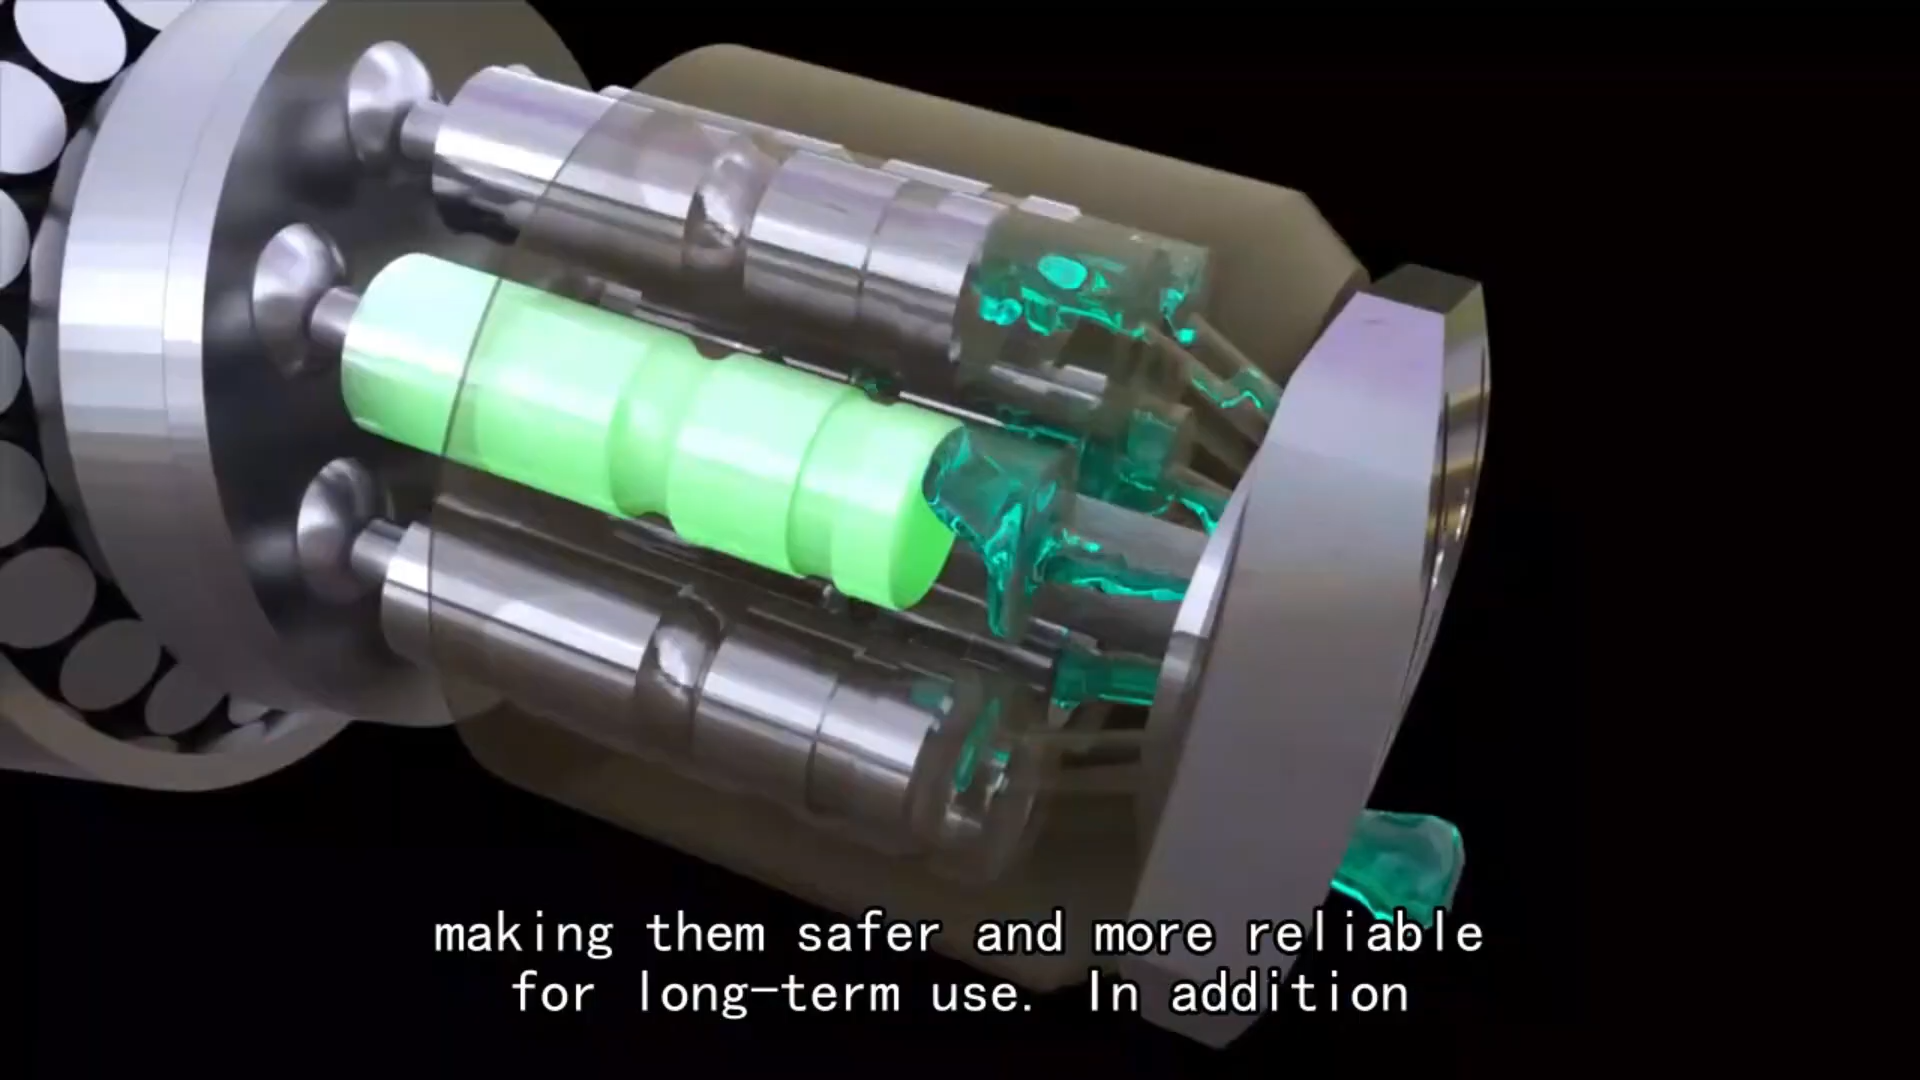 making them safer and more reliable
for long-term use. In addition